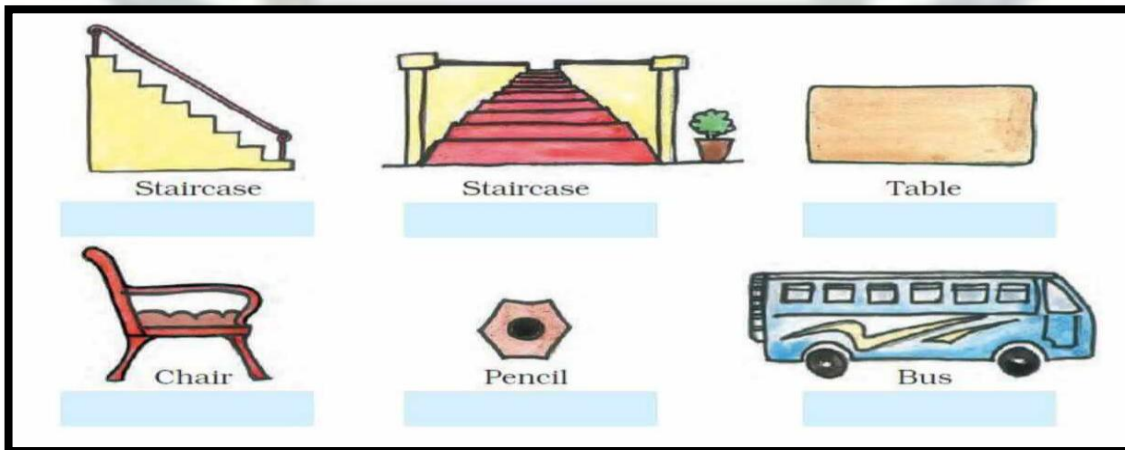 Staircase
Staircase
Table
Chair
Pencil
Bus